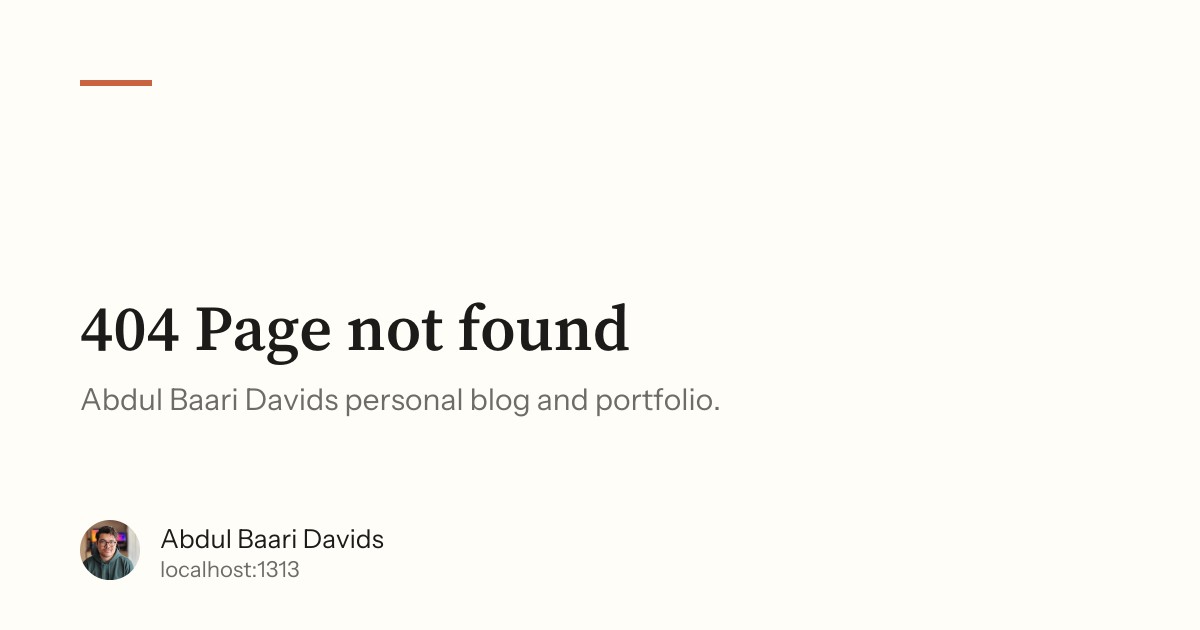 404 Page not found
Abdul Baari Davids personal blog and portfolio.
Abdul Baari Davids
localhost:1313